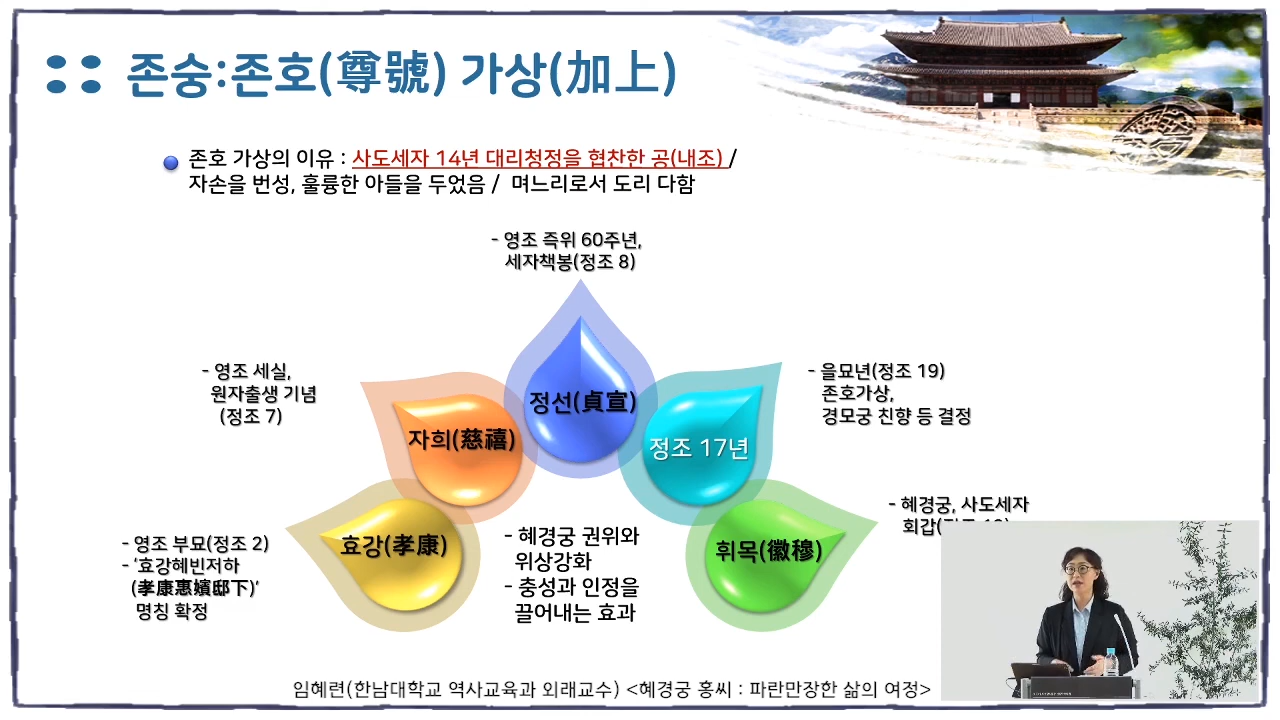 존숭:존호(尊號) 가상(加上)
존호 가상의 이유 : 사도세자 14년 대리청정을 협찬한 공(내조) /
자손을 번성, 훌륭한 아들을 두었음 / 며느리로서 도리 다함
- 영조 즉위 60주년,
세자책봉(정조 8)
- 영조 세실,
원자출생 기념
(정조 7)
정선(貞宣)
자희(慈禧)
정조 17년
- 을묘년(정조 19)
존호가상,
경모궁 친향 등 결정
- 영조 부묘(정조 2)
- '효강혜빈저하
(孝康惠嬪邸下)'
명칭 확정
효강(孝康)
- 혜경궁 권위와
위상강화
- 충성과 인정을
끌어내는 효과
휘목(徽穆)
- 혜경궁, 사도세자
회갑(정조 19)
임혜련(한남대학교 역사교육과 외래교수) <혜경궁 홍씨 : 파란만장한 삶의 여정>